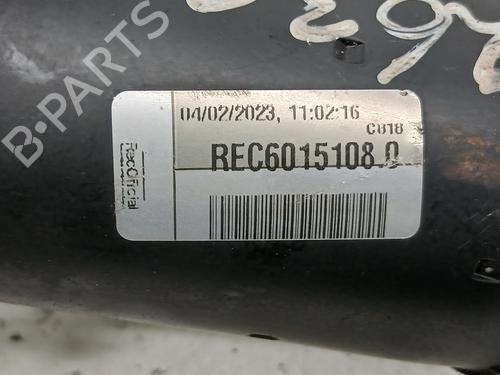 B-PARTS
04/02/2023, 11:02:16
CB18
REC6015108.0
RecOficial